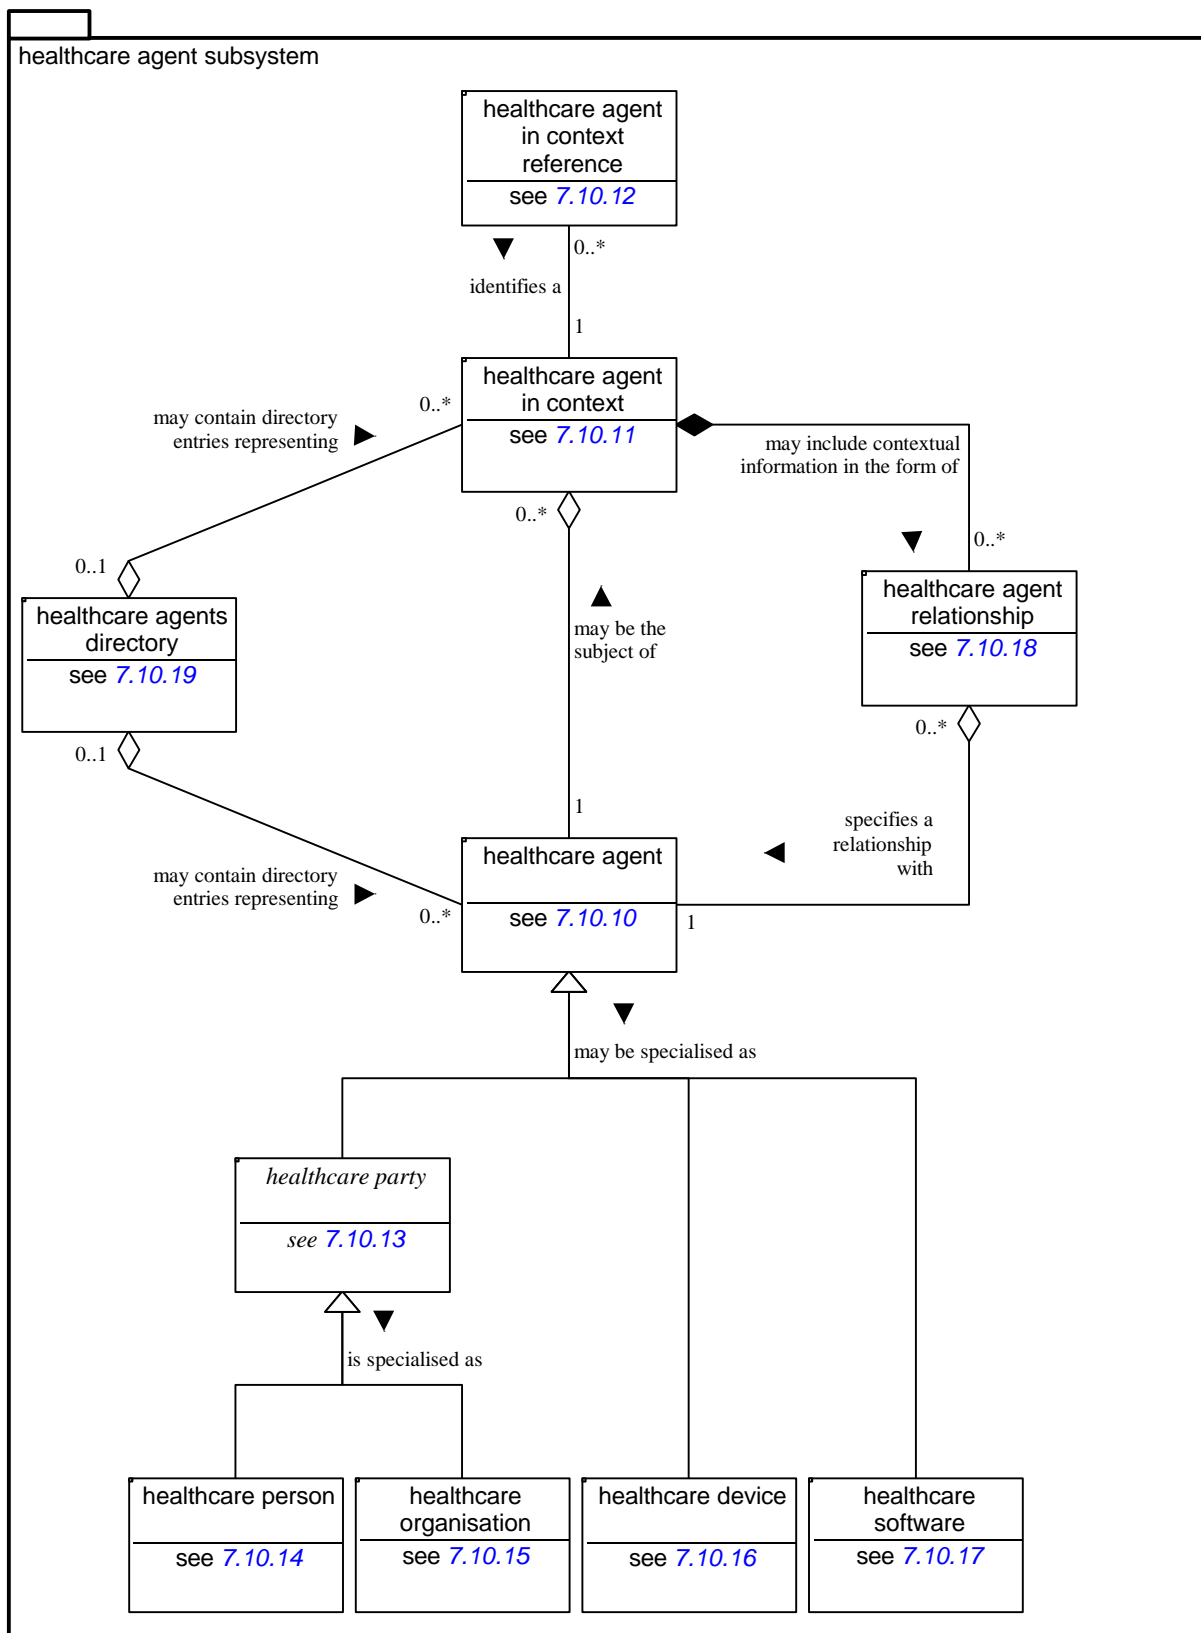 healthcare agent subsystem
healthcare agent
in context
reference
see 7.10.12
0..*
identifies a
1
healthcare agent
in context
see 7.10.11
0..*
may contain directory
entries representing
may include contextual
information in the form of
0..*
0..*
0..1
healthcare agents
directory
see 7.10.19
may be the
subject of
healthcare agent
relationship
see 7.10.18
0..*
0..1
1
specifies a
relationship
with
healthcare agent
see 7.10.10
may contain directory
entries representing
0..*
1
may be specialised as
healthcare party
see 7.10.13
is specialised as
healthcare person
see 7.10.14
healthcare
organisation
see 7.10.15
healthcare device
see 7.10.16
healthcare
software
see 7.10.17